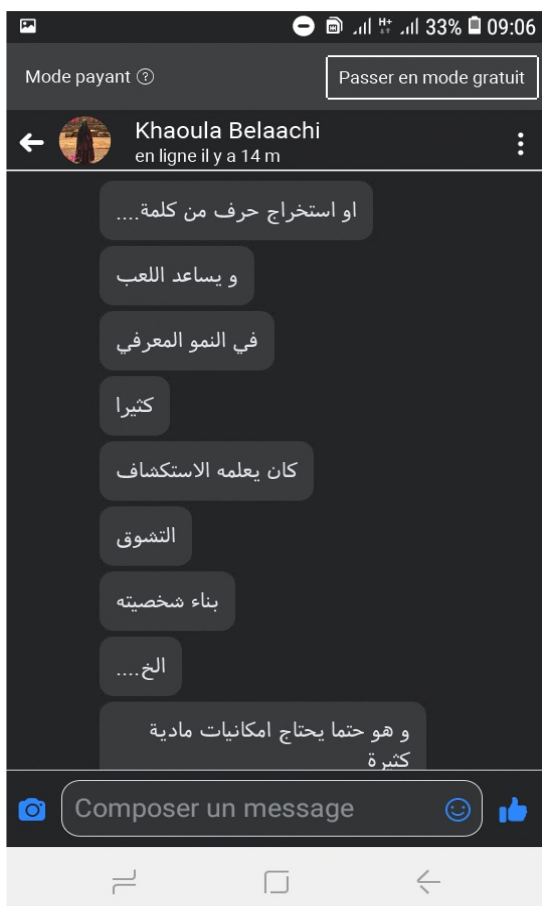 33% 09:06
Mode payant
Passer en mode gratuit
Khaoula Belaachi
en ligne il y a 14 m
او استخراج حرف من كلمة....
و يساعد اللعب
في النمو المعرفي
كثيرا
كان يعلمه الاستكشاف
التشوق
بناء شخصيته
الخ....
و هو حتما يحتاج امكانيات مادية
كثيرة
Composer un message